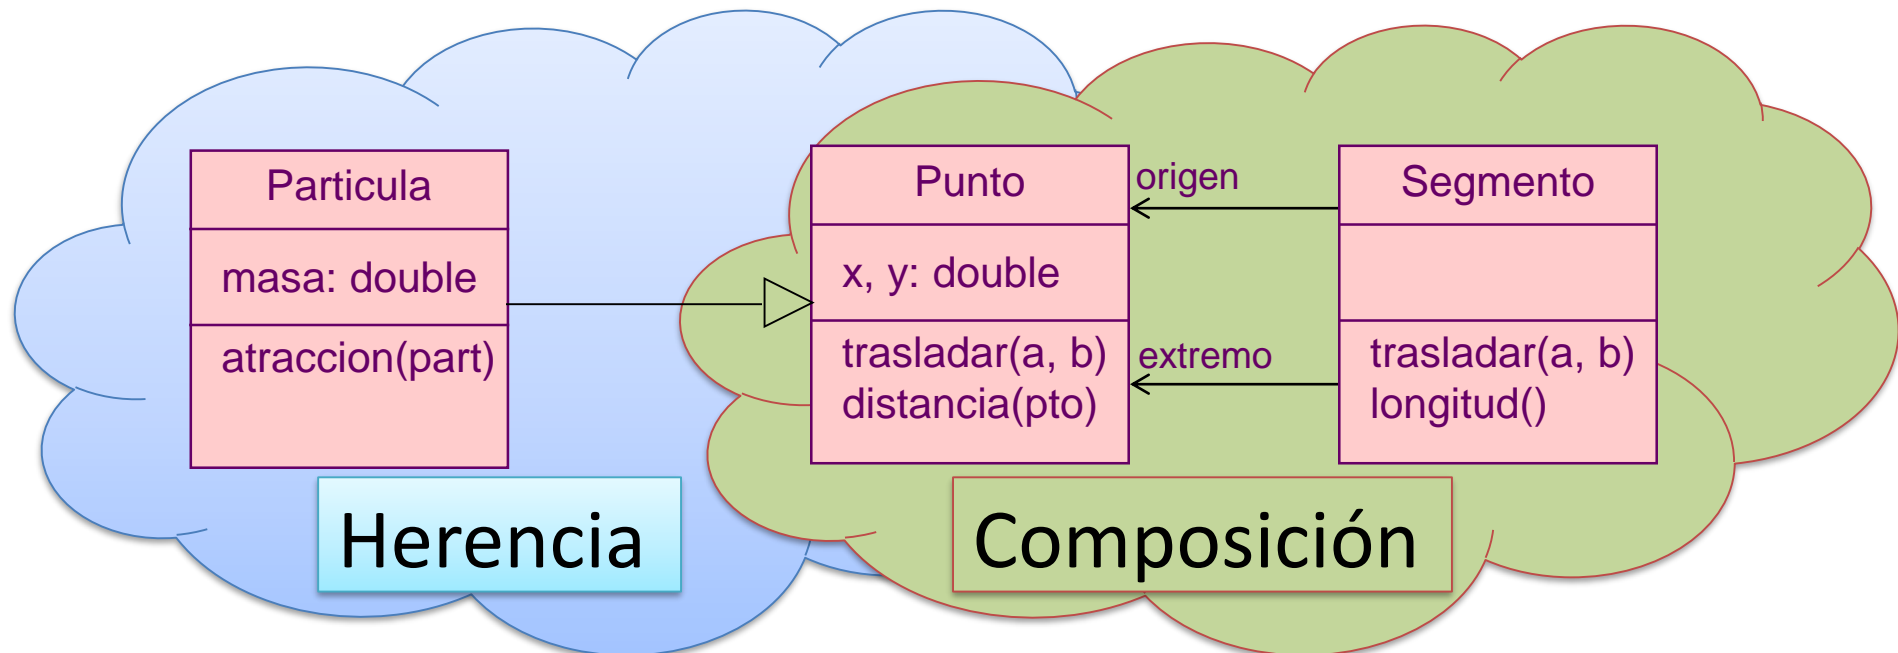 Particula
masa: double
atraccion(part)
Herencia
Punto
x, y: double
trasladar(a, b)
distancia(pto)
origen
extremo
Segmento
trasladar(a, b)
longitud()
Composición